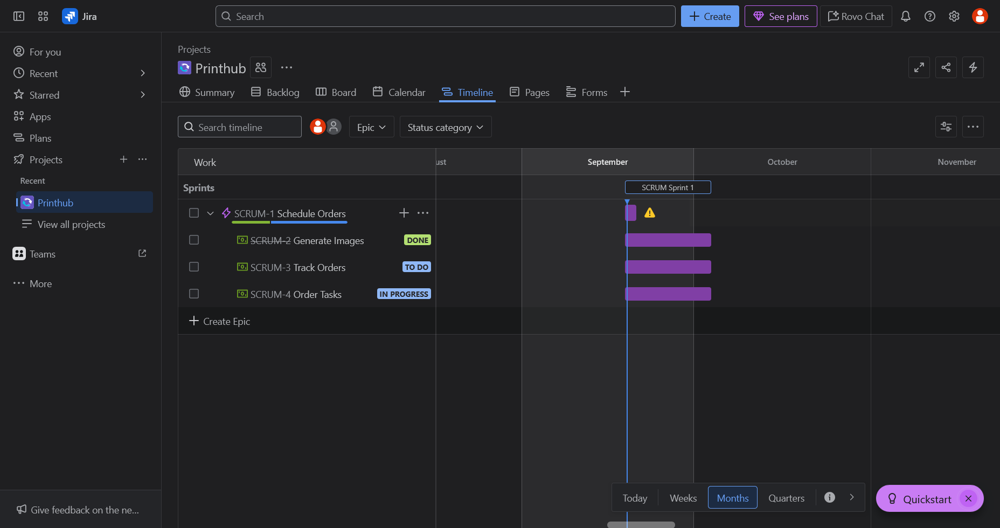 Jira
Search
Create
See plans
Rovo Chat
For you
Recent
Starred
Apps
Plans
Projects
Recent
Printhub
View all projects
Teams
More
Give feedback on the ne...
Projects
Printhub
Summary
Backlog
Board
Calendar
Timeline
Pages
Forms
Search timeline
Epic
Status category
Work
ust
September
October
November
Sprints
SCRUM Sprint 1
SCRUM-1 Schedule Orders
SCRUM-2 Generate Images DONE
SCRUM-3 Track Orders TO DO
SCRUM-4 Order Tasks IN PROGRESS
Create Epic
Today
Weeks
Months
Quarters
Quickstart